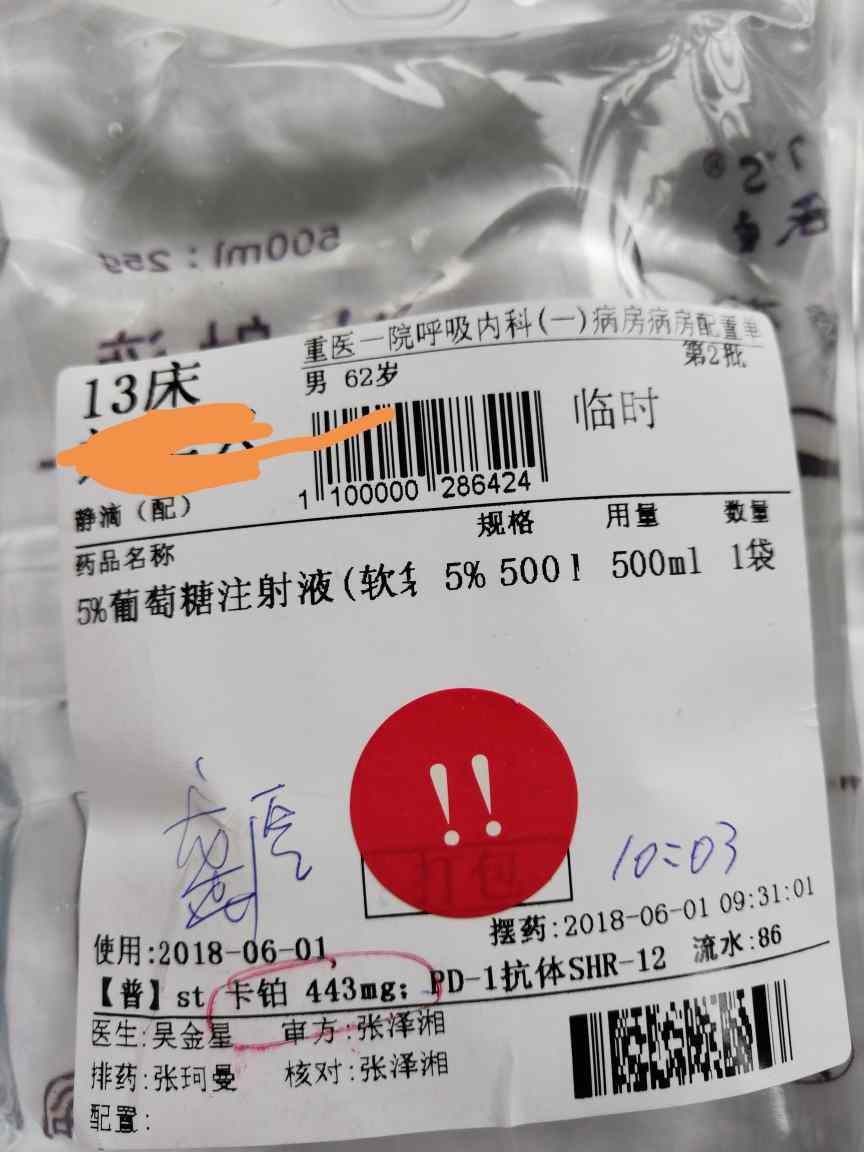 500ml : 25g
13床
重医一院呼吸内科(一)病房病房配置单
第2批
男 62岁
临时
1 100000 286424
静滴 (配)
药品名称 规格 用量 数量
5%葡萄糖注射液(软 5% 500 500ml 1袋
!!
打包
10:03
使用:2018-06-01
摆药:2018-06-01 09:31:01
【普】st 卡铂 443mg; PD-1抗体SHR-12 流水:86
医生:吴金星 审方:张泽湘
排药:张珂曼 核对:张泽湘
配置: